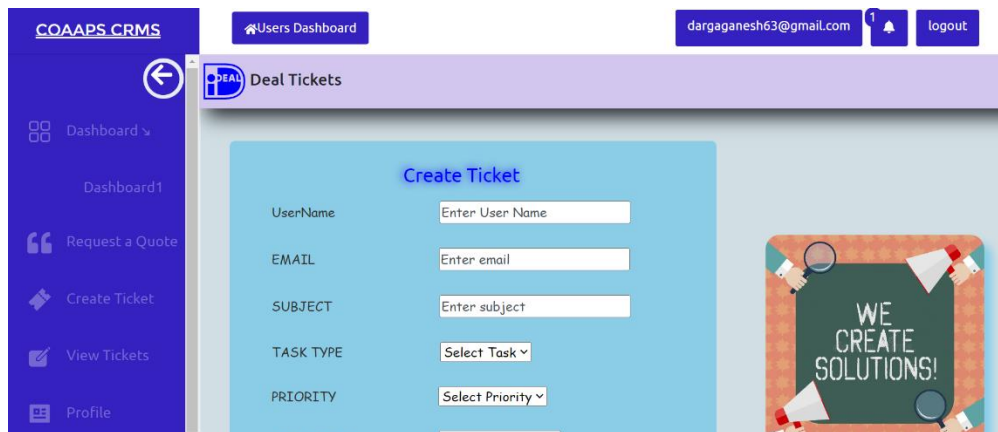 COAAPS CRMS
Users Dashboard
dargaganesh63@gmail.com
1
logout
DEAL Deal Tickets
Dashboard ↘
Dashboard1
Request a Quote
Create Ticket
View Tickets
Profile
Create Ticket
UserName Enter User Name
EMAIL Enter email
SUBJECT Enter subject
TASK TYPE Select Task
PRIORITY Select Priority
WE
CREATE
SOLUTIONS!